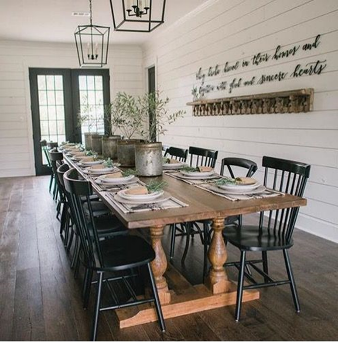 they broke bread in their homes and
ate together with glad and sincere hearts